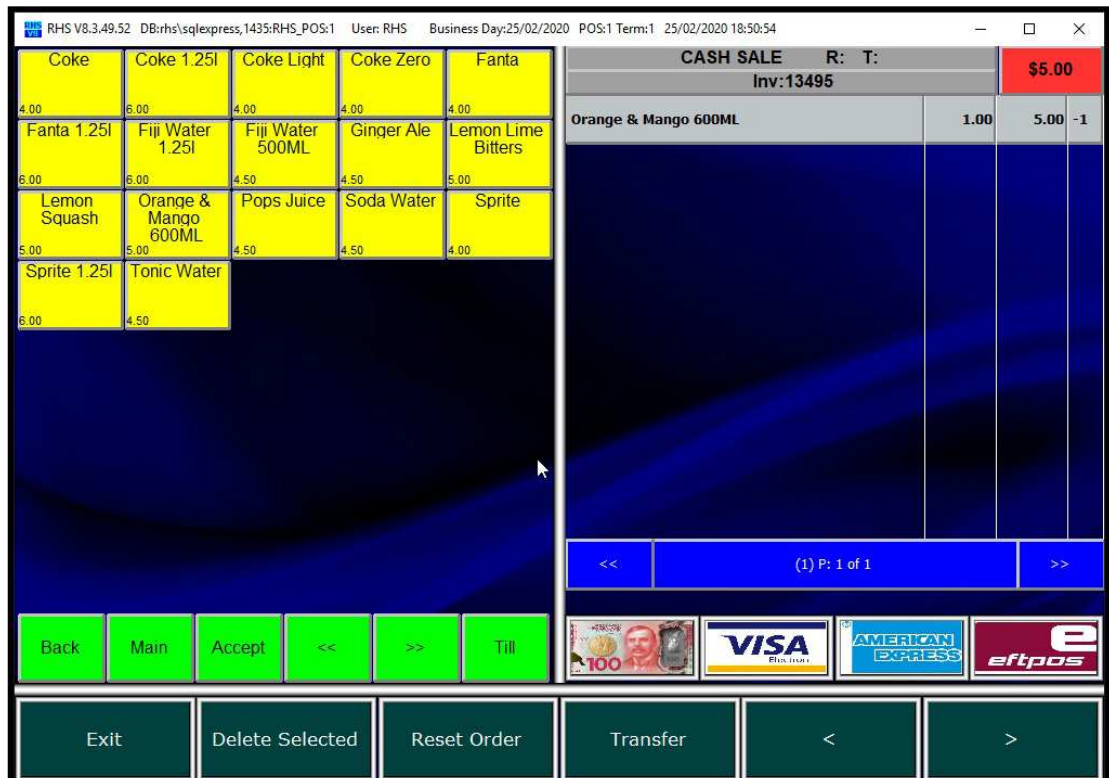 RHS V8.3.49.52 DB:rhs\sqlexpress,1435:RHS_POS:1 User: RHS Business Day:25/02/2020 POS:1 Term:1 25/02/2020 18:50:54
Coke
4.00
Coke 1.25l
6.00
Coke Light
4.00
Coke Zero
4.00
Fanta
4.00
Fanta 1.25l
6.00
Fiji Water
1.25l
6.00
Fiji Water
500ML
4.50
Ginger Ale
4.50
Lemon Lime
Bitters
5.00
Lemon
Squash
5.00
Orange &
Mango
600ML
5.00
Pops Juice
4.50
Soda Water
4.50
Sprite
4.00
Sprite 1.25l
6.00
Tonic Water
4.50
CASH SALE R: T:
Inv:13495
$5.00
Orange & Mango 600ML 1.00 5.00 -1
<< (1) P: 1 of 1 >>
Back Main Accept << >> Till
100
VISA
Electron
AMERICAN
EXPRESS
e
eftpos
Exit Delete Selected Reset Order Transfer < >